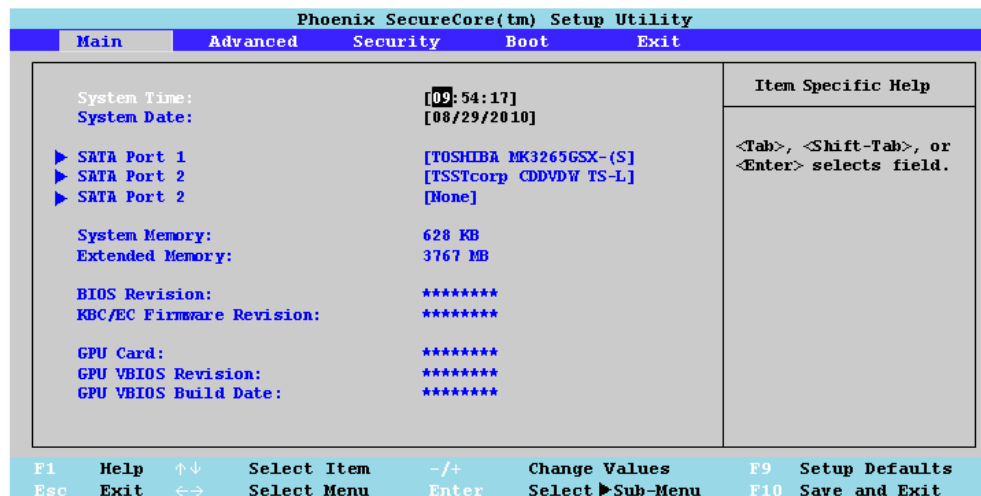 Phoenix SecureCore(tm) Setup Utility
Main Advanced Security Boot Exit
Item Specific Help
System Time: [09:54:17]
System Date: [08/29/2010]
<Tab>, <Shift-Tab>, or
<Enter> selects field.
▶ SATA Port 1 [TOSHIBA MK3265GSX-(S]
▶ SATA Port 2 [TSSTcorp CDDVDW TS-L]
▶ SATA Port 2 [None]
System Memory: 628 KB
Extended Memory: 3767 MB
BIOS Revision: ********
KBC/EC Firmware Revision: ********
GPU Card: ********
GPU VBIOS Revision: ********
GPU VBIOS Build Date: ********
F1 Help ↑↓ Select Item -/+ Change Values F9 Setup Defaults
Esc Exit ←→ Select Menu Enter Select ▶ Sub-Menu F10 Save and Exit